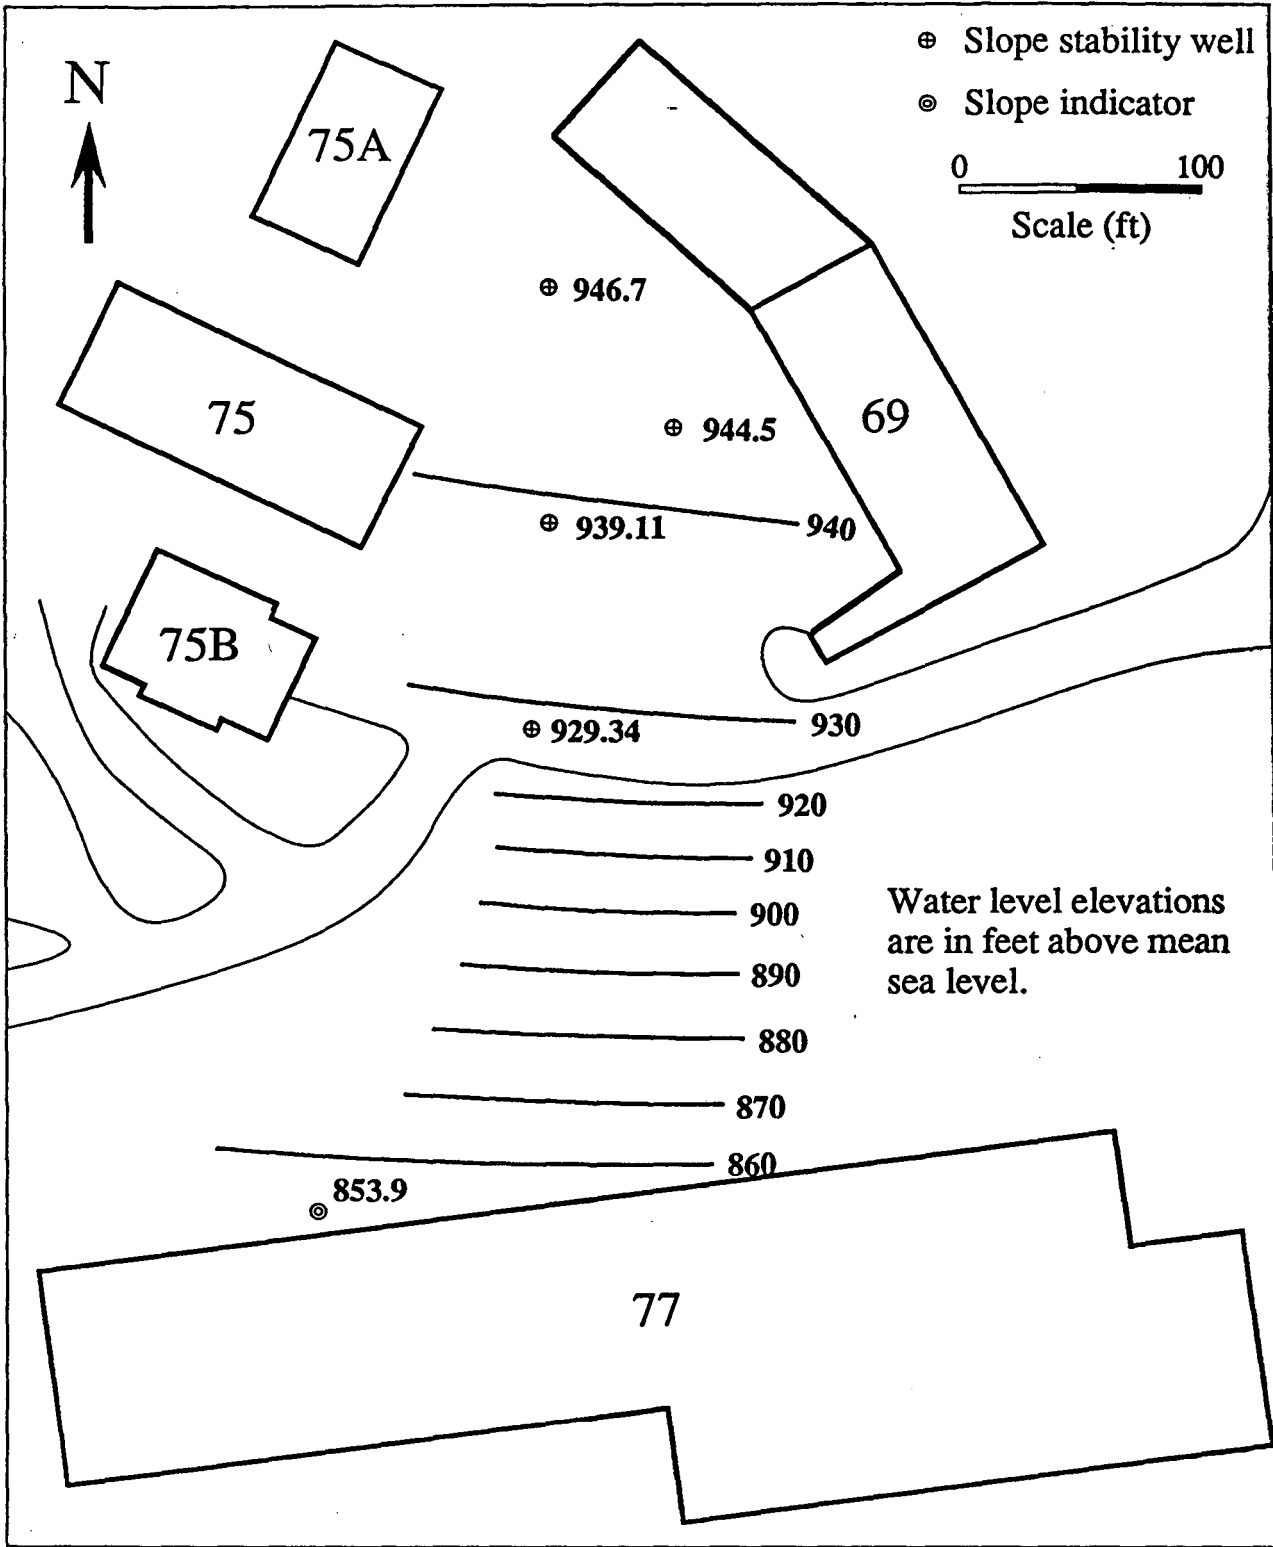 ⊕ Slope stability well
N
◎ Slope indicator
75A
0 100
Scale (ft)
⊕ 946.7
75
69
⊕ 944.5
940
⊕ 939.11
75B
930
⊕ 929.34
920
910
Water level elevations
900
are in feet above mean
890
sea level.
880
870
860
853.9
77